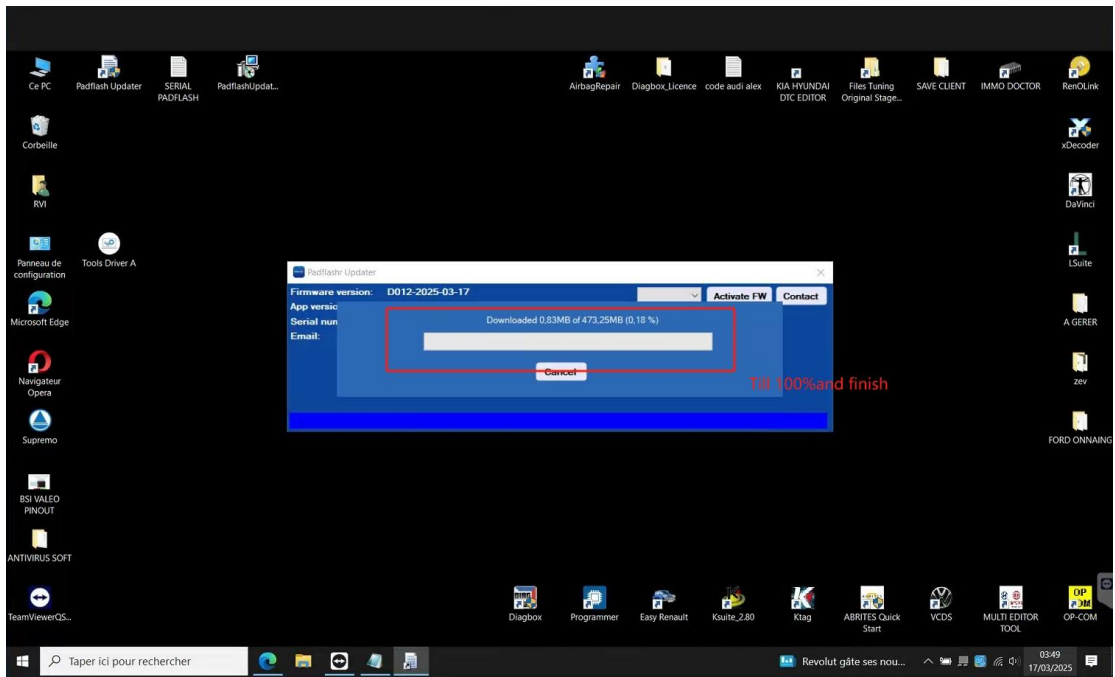 Ce PC
Padflash Updater
SERIAL
PADFLASH
PadflashUpdat...
AirbagRepair
Diagbox_Licence
code audi alex
KIA HYUNDAI
DTC EDITOR
Files Tuning
Original Stage...
SAVE CLIENT
IMMO DOCTOR
RenOLink
Corbeille
xDecoder
RVI
DaVinci
Panneau de
configuration
Tools Driver A
LSuite
Padflashr Updater
Firmware version: D012-2025-03-17
Activate FW
Contact
App versio
Serial num
Email:
Downloaded 0,83MB of 473,25MB (0,18 %)
Cancel
Till 100%and finish
Microsoft Edge
A GERER
Navigateur
Opera
zev
Supremo
FORD ONNAING
BSI VALEO
PINOUT
ANTIVIRUS SOFT
TeamViewerQS...
Diagbox
Programmer
Easy Renault
Ksuite_2.80
Ktag
ABRITES Quick
Start
VCDS
MULTI EDITOR
TOOL
OP-COM
Taper ici pour rechercher
Revolut gâte ses nou...
03:49
17/03/2025